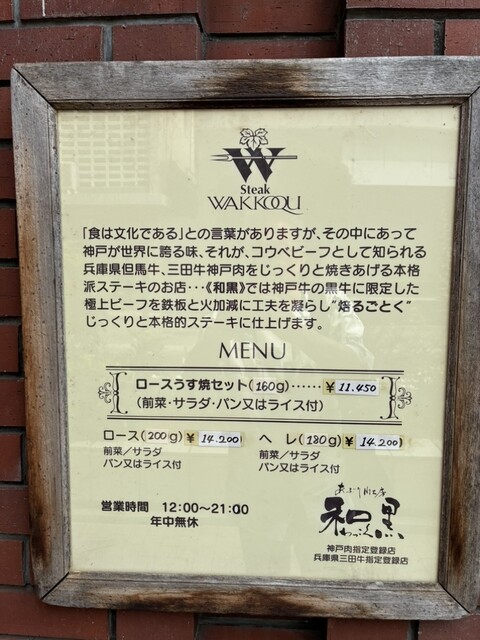 W
Steak
WAKKOQU
「食は文化である」との言葉がありますが、その中にあって
神戸が世界に誇る味、それが、コウベビーフとして知られる
兵庫県但馬牛、三田牛神戸肉をじっくりと焼きあげる本格
派ステーキのお店・・・《和黒》では神戸牛の黒牛に限定した
極上ビーフを鉄板と火加減に工夫を凝らし"焙るごとく"
じっくりと本格的ステーキに仕上げます。
MENU
ロースうす焼セット(160g)・・・・・・¥11.450
(前菜・サラダ・パン又はライス付)
ロース(200g)¥14.200
前菜/サラダ
パン又はライス付
ヘレ(180g)¥14.200
前菜/サラダ
パン又はライス付
営業時間 12:00〜21:00
年中無休
和黒
わっこく
神戸肉指定登録店
兵庫県三田牛指定登録店